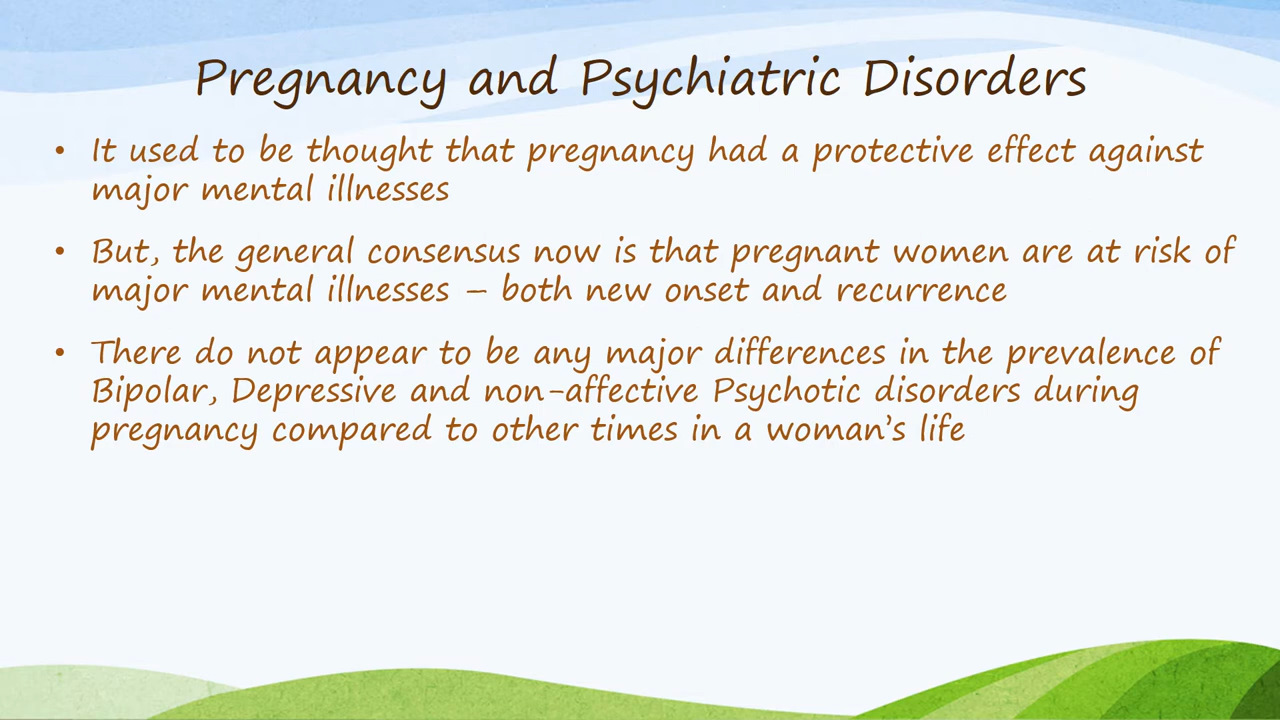 Pregnancy and Psychiatric Disorders
• It used to be thought that pregnancy had a protective effect against
major mental illnesses
• But, the general consensus now is that pregnant women are at risk of
major mental illnesses – both new onset and recurrence
• There do not appear to be any major differences in the prevalence of
Bipolar, Depressive and non-affective Psychotic disorders during
pregnancy compared to other times in a woman’s life